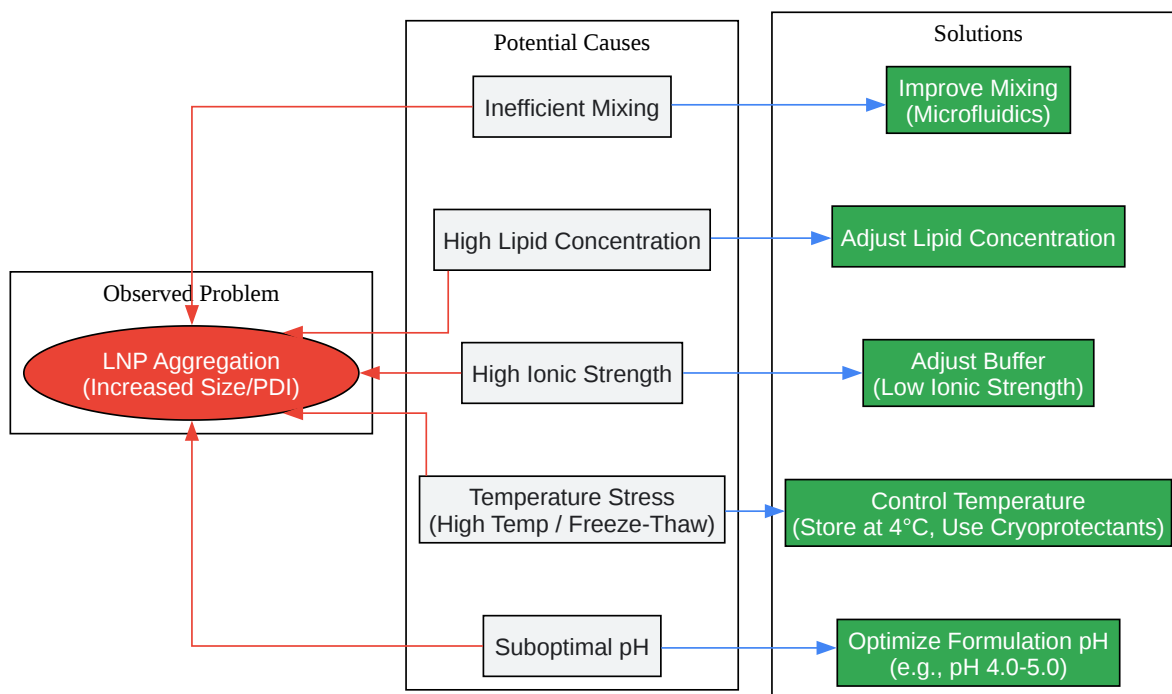 Potential Causes
Solutions
Inefficient Mixing
Improve Mixing
(Microfluidics)
High Lipid Concentration
Adjust Lipid Concentration
Observed Problem
LNP Aggregation
(Increased Size/PDI)
High Ionic Strength
Adjust Buffer
(Low Ionic Strength)
Temperature Stress
(High Temp / Freeze-Thaw)
Control Temperature
(Store at 4°C, Use Cryoprotectants)
Suboptimal pH
Optimize Formulation pH
(e.g., pH 4.0-5.0)